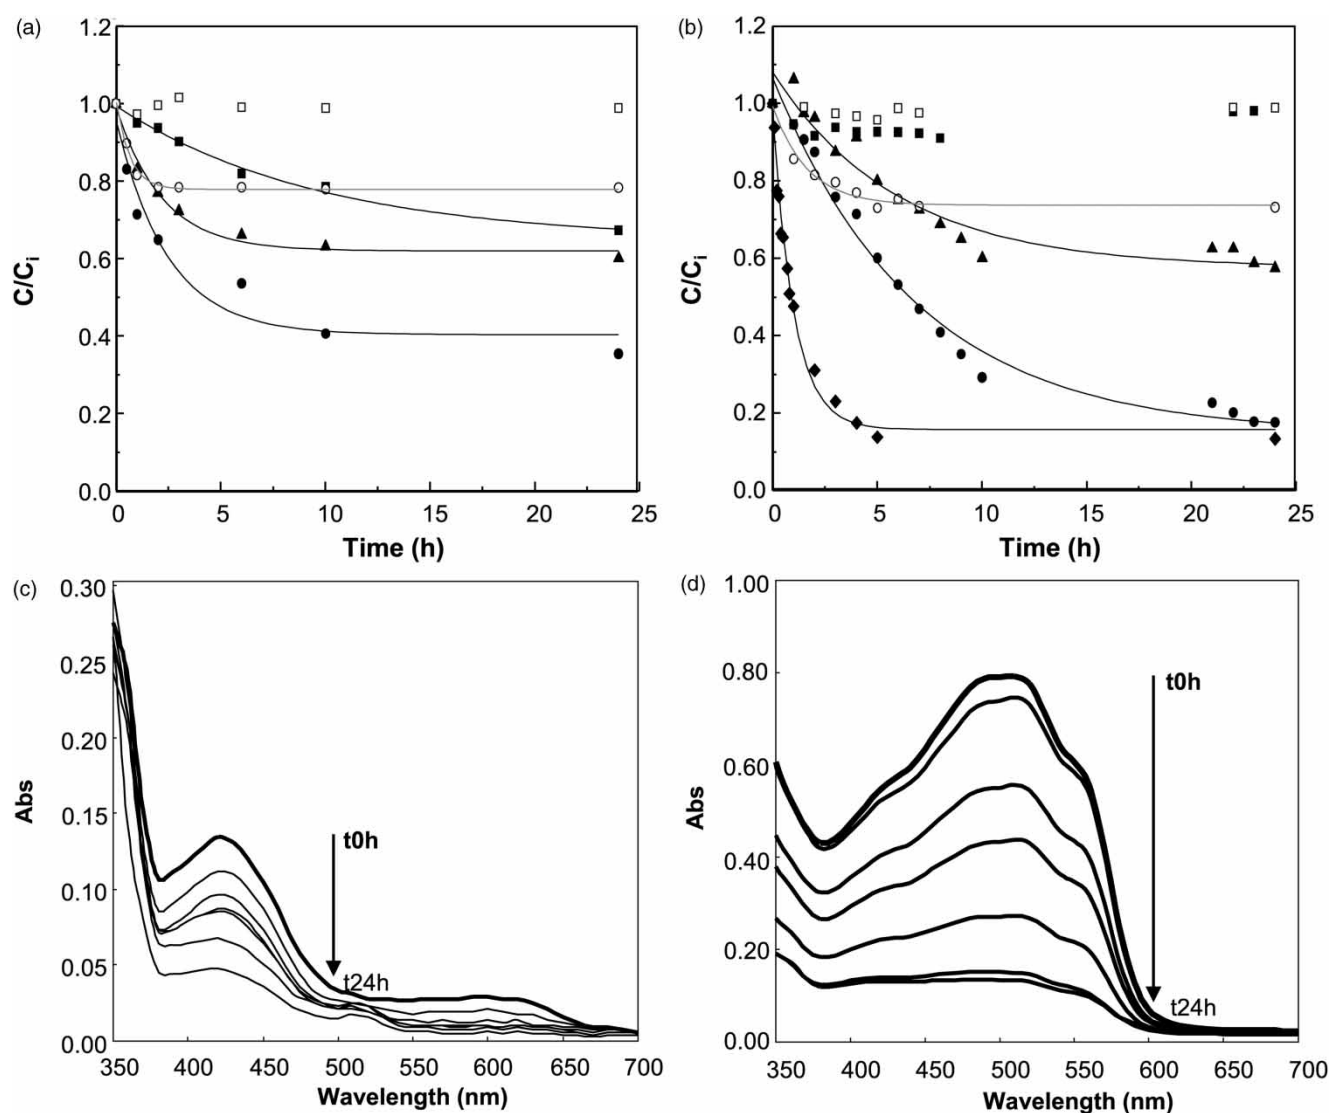 (a)
1.2
1.0
0.8
0.6
0.4
0.2
0.0
C/Ci
0 5 10 15 20 25
Time (h)
(b)
1.2
1.0
0.8
0.6
0.4
0.2
0.0
C/Ci
0 5 10 15 20 25
Time (h)
(c)
0.30
0.25
0.20
0.15
0.10
0.05
0.00
Abs
t0h
t24h
350 400 450 500 550 600 650 700
Wavelength (nm)
(d)
1.00
0.80
0.60
0.40
0.20
0.00
Abs
t0h
t24h
350 400 450 500 550 600 650 700
Wavelength (nm)